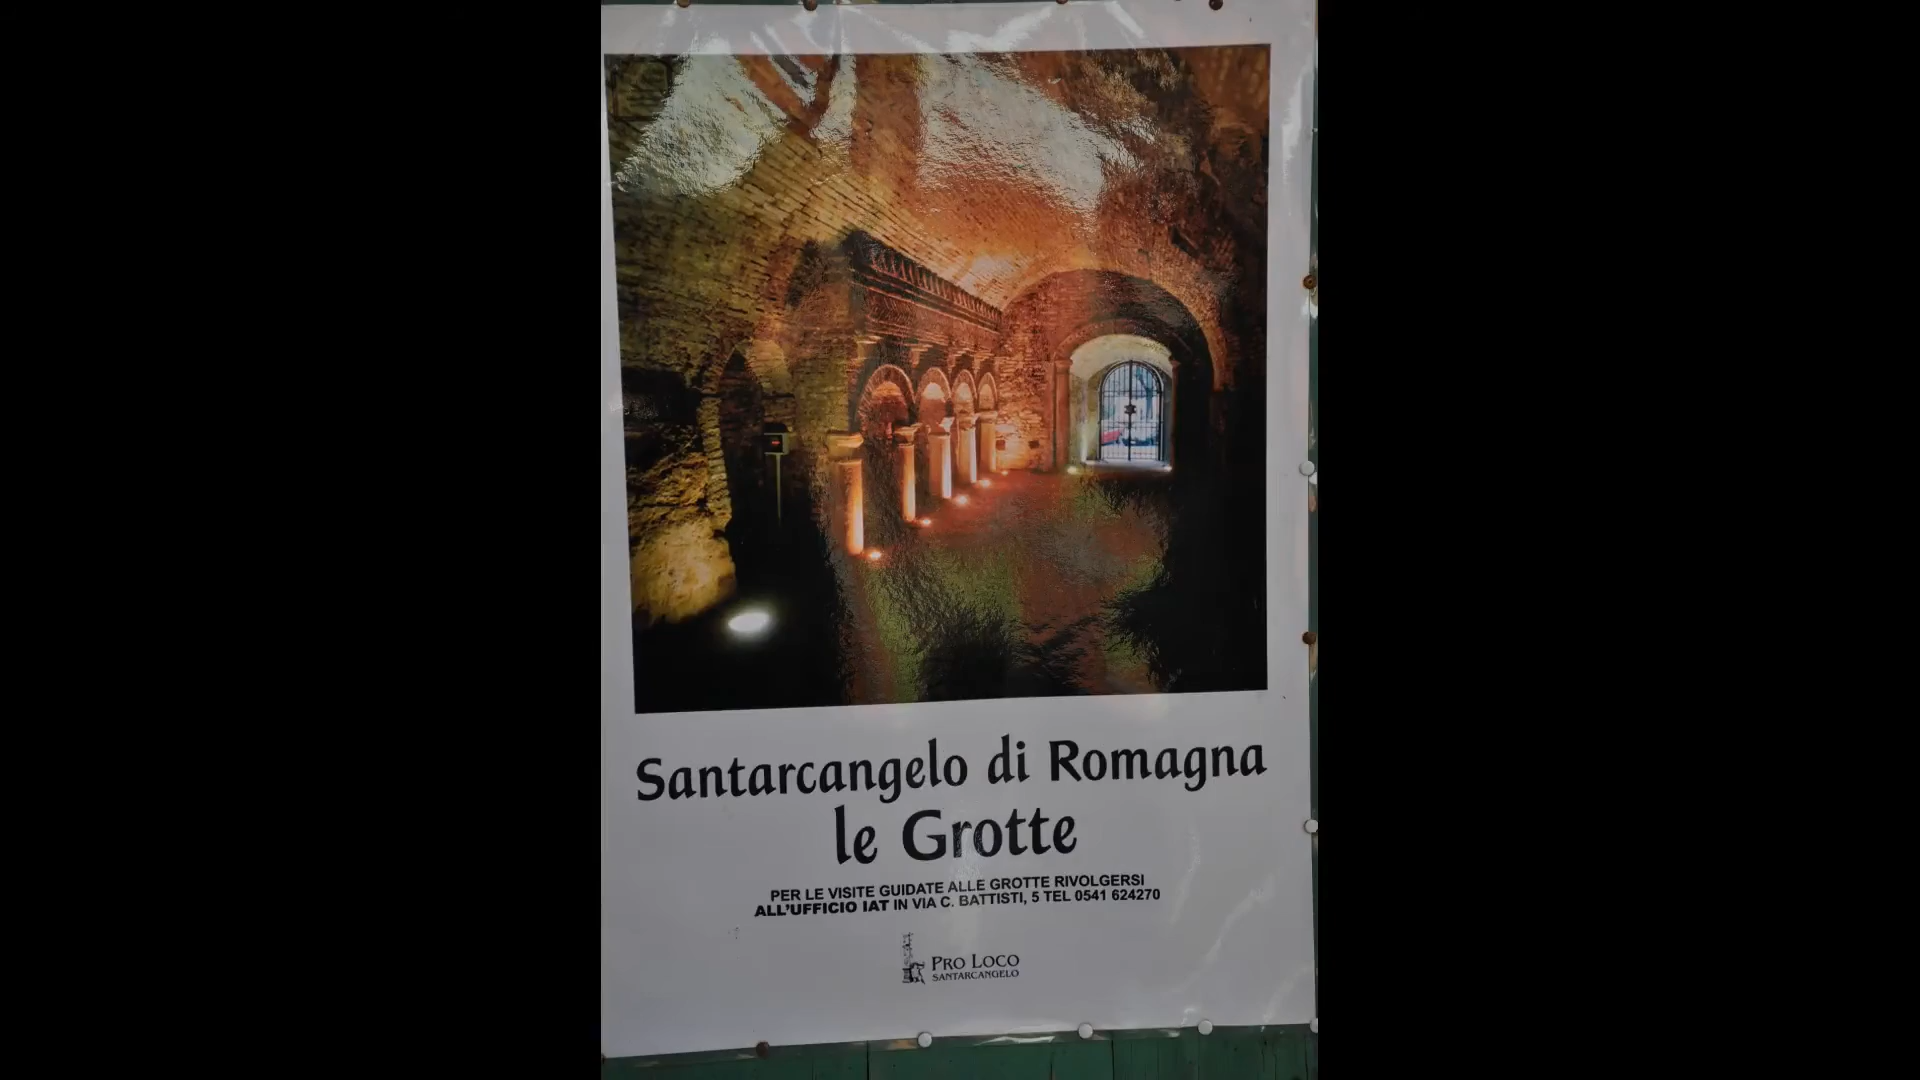 Santarcangelo di Romagna
le Grotte
PER LE VISITE GUIDATE ALLE GROTTE RIVOLGERSI
ALL'UFFICIO IAT IN VIA C. BATTISTI, 5 TEL 0541 624270
PRO LOCO
SANTARCANGELO